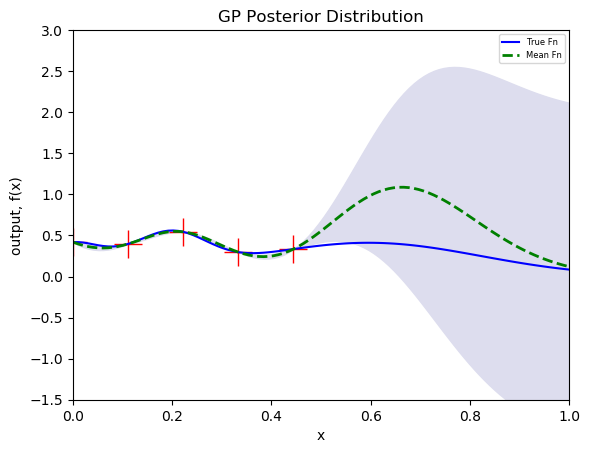 GP Posterior Distribution
True Fn
Mean Fn
output, f(x)
3.0
2.5
2.0
1.5
1.0
0.5
0.0
−0.5
−1.0
−1.5
0.0 0.2 0.4 0.6 0.8 1.0
x